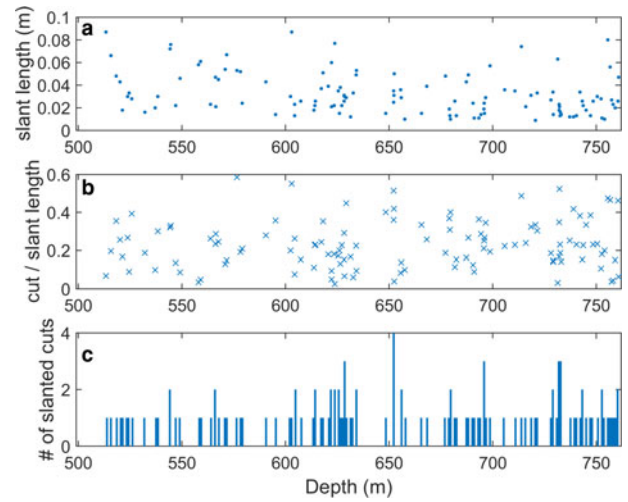 a
slant length (m)
0.1
0.08
0.06
0.04
0.02
0
500 550 600 650 700 750
b
cut / slant length
0.6
0.4
0.2
0
500 550 600 650 700 750
c
# of slanted cuts
4
2
0
500 550 600 650 700 750
Depth (m)